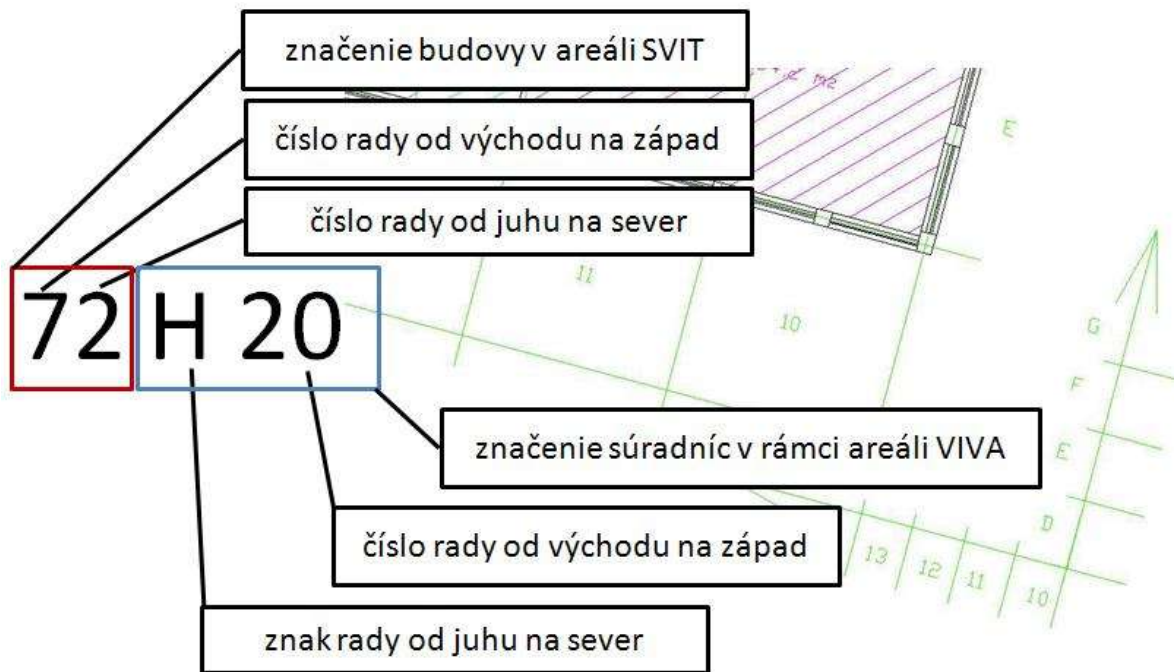 značenie budovy v areáli SVIT
m2
číslo rady od východu na západ
E
číslo rady od juhu na sever
72 H 20
11
10
G
F
značenie súradníc v rámci areáli VIVA
E
D
číslo rady od východu na západ
13 12 11 10
znak rady od juhu na sever